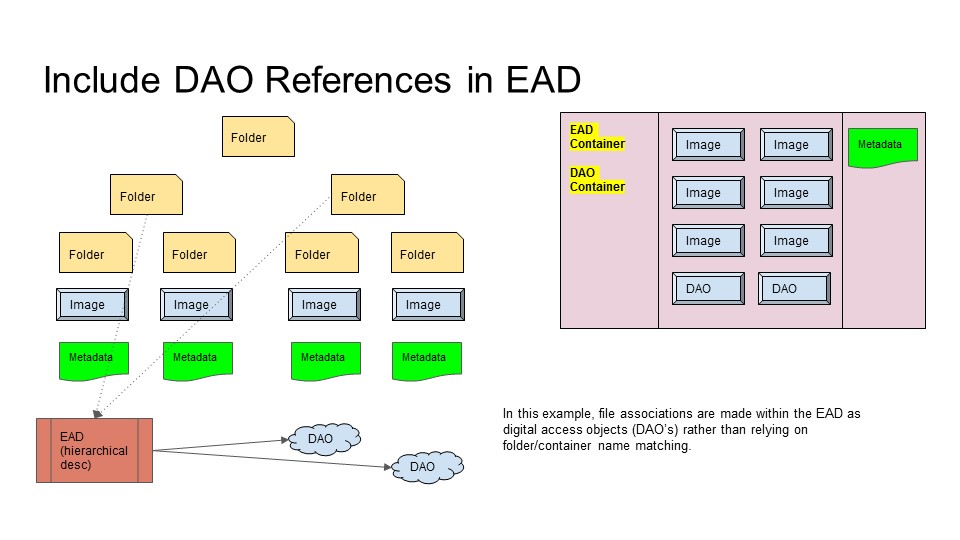 Include DAO References in EAD
Folder
Folder
Folder
Folder
Folder
Folder
Folder
Image
Image
Image
Image
Metadata
Metadata
Metadata
Metadata
EAD
(hierarchical
desc)
DAO
DAO
EAD
Container
DAO
Container
Image
Image
Image
Image
Image
Image
DAO
DAO
Metadata
In this example, file associations are made within the EAD as
digital access objects (DAO’s) rather than relying on
folder/container name matching.